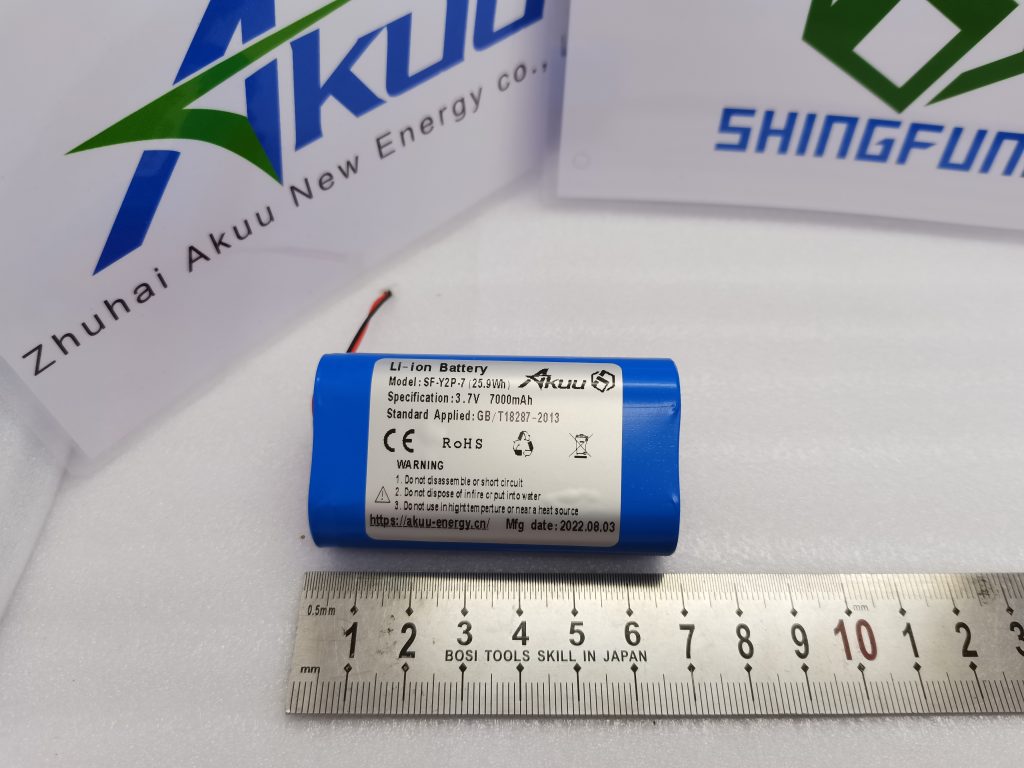 Akuu
Zhuhai Akuu New Energy co.,
SHINGFUN
Li-ion Battery
Model: SF-Y2P-7 (25.9Wh)
Akuu
Specification: 3.7V 7000mAh
Standard Applied: GB/T18287-2013
CE RoHS
WARNING
1. Do not disassemble or short circuit
2. Do not dispose of in fire or put into water
3. Do not use in hight temperture or near a heat source
https://akuu-energy.cn/ Mfg date: 2022.08.03
0.5mm mm
1 2 3 4 5 6 7 8 9 10 1 2 3
BOSI TOOLS SKILL IN JAPAN
mm